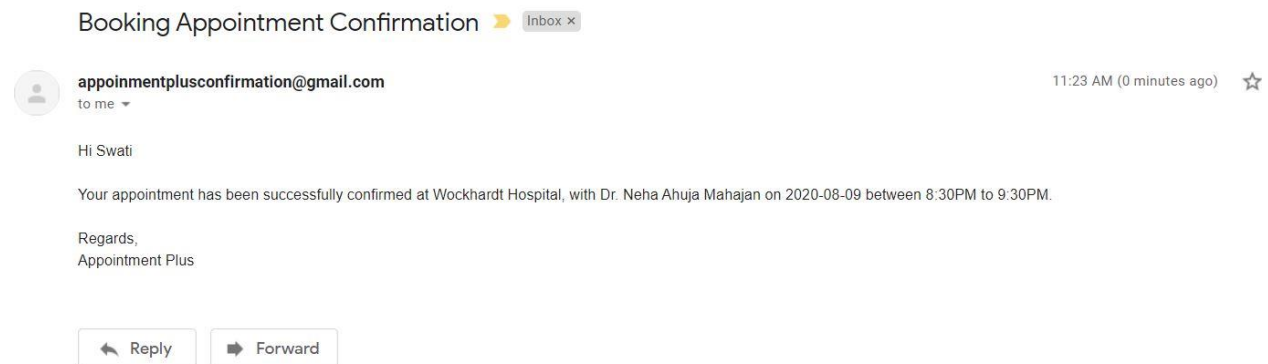 Booking Appointment Confirmation Inbox ×
appoinmentplusconfirmation@gmail.com 11:23 AM (0 minutes ago)
to me
Hi Swati
Your appointment has been successfully confirmed at Wockhardt Hospital, with Dr. Neha Ahuja Mahajan on 2020-08-09 between 8:30PM to 9:30PM.
Regards,
Appointment Plus
Reply Forward